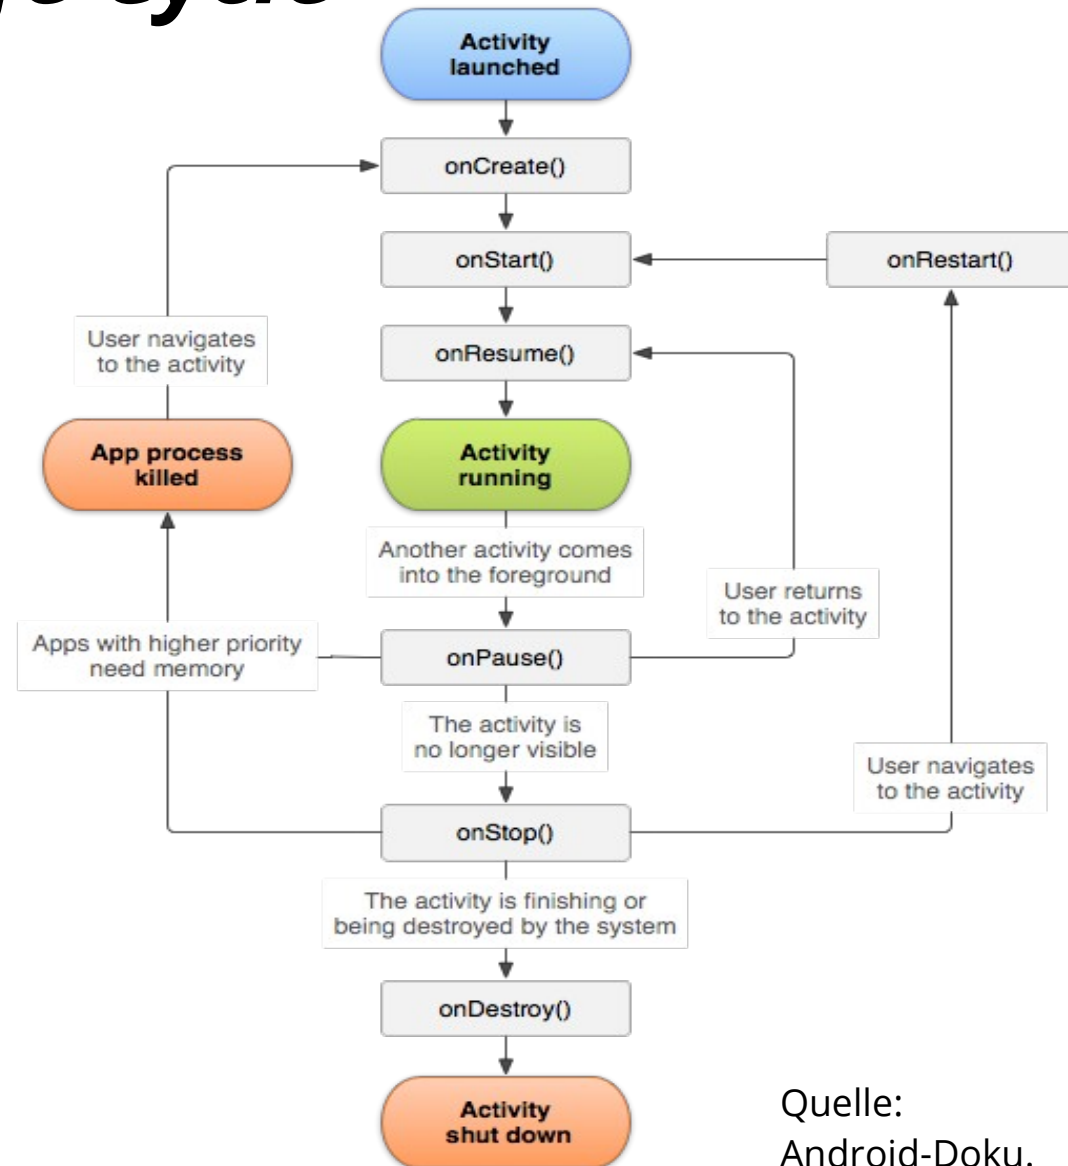 Activity
launched
onCreate()
onStart()
onRestart()
onResume()
User navigates
to the activity
App process
killed
Activity
running
Another activity comes
into the foreground
User returns
to the activity
Apps with higher priority
need memory
onPause()
The activity is
no longer visible
User navigates
to the activity
onStop()
The activity is finishing or
being destroyed by the system
onDestroy()
Activity
shut down
Quelle:
Android-Doku.